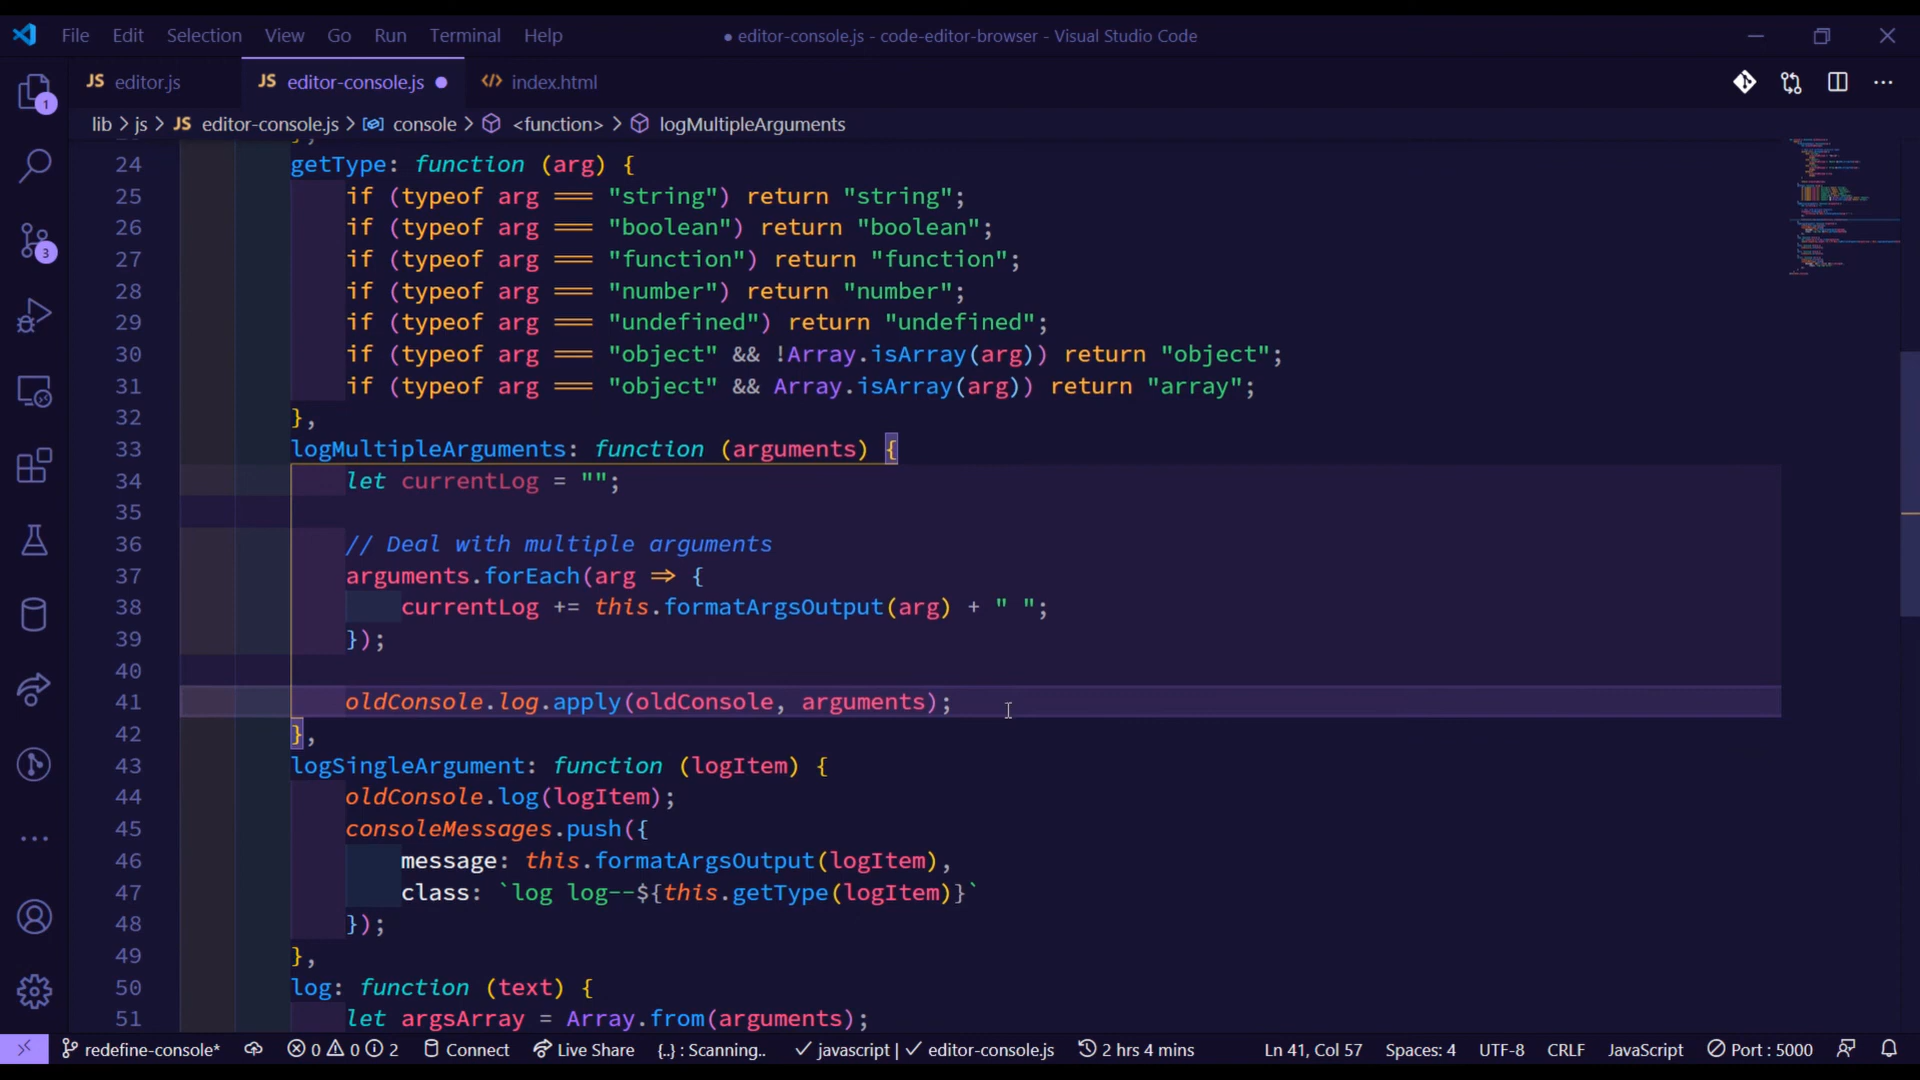 File Edit Selection View Go Run Terminal Help ● editor-console.js - code-editor-browser - Visual Studio Code
JS editor.js JS editor-console.js ● </> index.html
lib > js > JS editor-console.js > console > <function> > logMultipleArguments
24 getType: function (arg) {
25 if (typeof arg === "string") return "string";
26 if (typeof arg === "boolean") return "boolean";
27 if (typeof arg === "function") return "function";
28 if (typeof arg === "number") return "number";
29 if (typeof arg === "undefined") return "undefined";
30 if (typeof arg === "object" && !Array.isArray(arg)) return "object";
31 if (typeof arg === "object" && Array.isArray(arg)) return "array";
32 },
33 logMultipleArguments: function (arguments) {
34 let currentLog = "";
35
36 // Deal with multiple arguments
37 arguments.forEach(arg => {
38 currentLog += this.formatArgsOutput(arg) + " ";
39 });
40
41 oldConsole.log.apply(oldConsole, arguments);
42 },
43 logSingleArgument: function (logItem) {
44 oldConsole.log(logItem);
45 consoleMessages.push({
46 message: this.formatArgsOutput(logItem),
47 class: `log log--${this.getType(logItem)}`
48 });
49 },
50 log: function (text) {
51 let argsArray = Array.from(arguments);
1
3
redefine-console* 0 0 2 Connect Live Share {..} : Scanning.. ✓ javascript | ✓ editor-console.js 2 hrs 4 mins Ln 41, Col 57 Spaces: 4 UTF-8 CRLF JavaScript Port : 5000